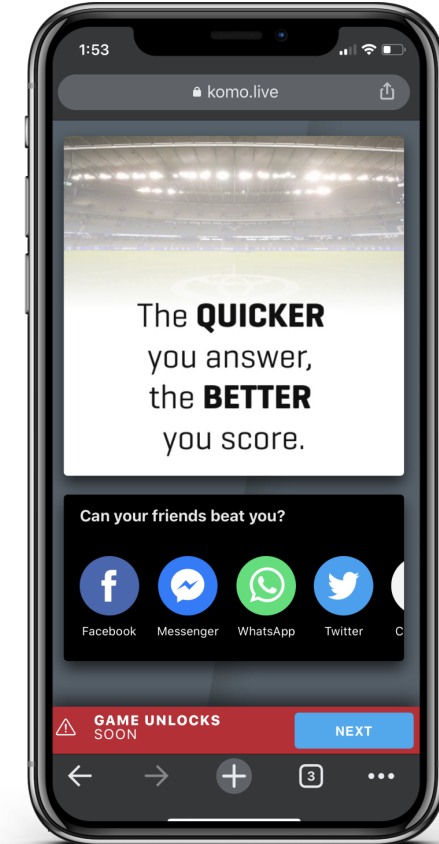 1:53
komo.live
The QUICKER
you answer,
the BETTER
you score.
Can your friends beat you?
Facebook
Messenger
WhatsApp
Twitter
C
GAME UNLOCKS
SOON
NEXT
3